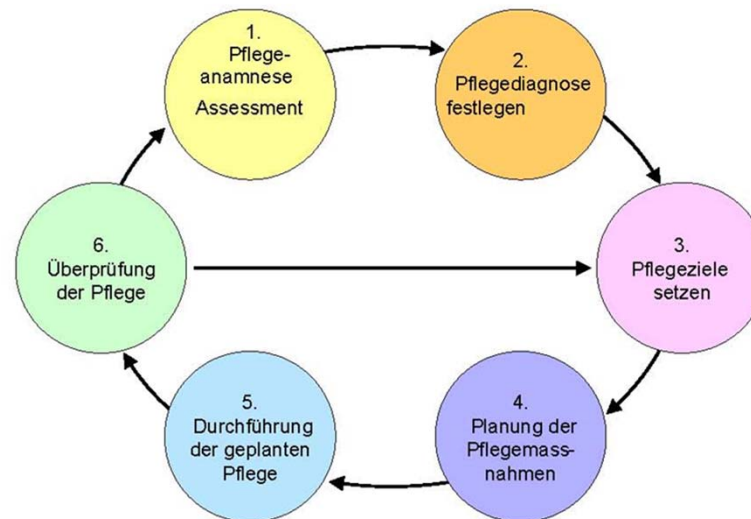 1.
Pflege-
anamnese
Assessment
2.
Pflegediagnose
festlegen
3.
Pflegeziele
setzen
4.
Planung der
Pflegemass-
nahmen
5.
Durchführung
der geplanten
Pflege
6.
Überprüfung
der Pflege